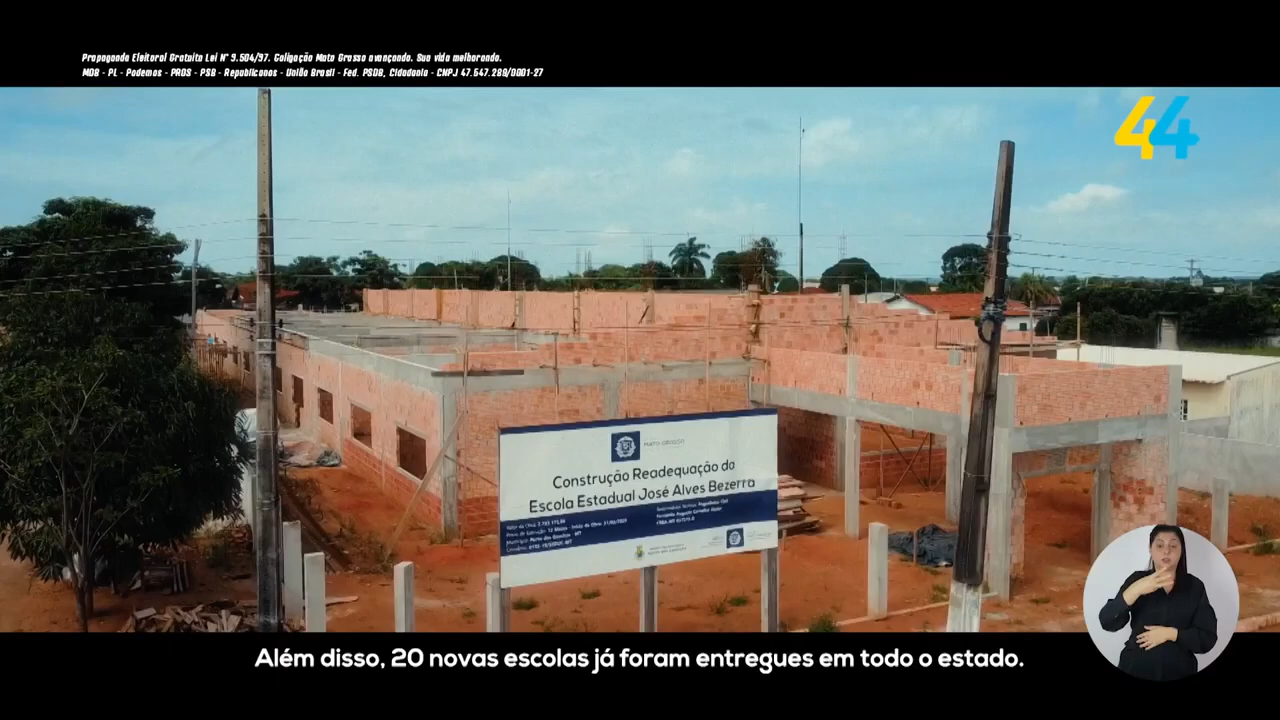 Propaganda Eleitoral Gratuita Lei N° 9.504/97. Coligação Mato Grosso avançando. Sua vida melhorando.
MDB - PL - Podemos - PROS - PSB - Republicanos - União Brasil - Fed. PSDB, Cidadania - CNPJ 47.547.289/0001-27
44
MATO GROSSO
Construção Readequação da
Escola Estadual José Alves Bezerra
Além disso, 20 novas escolas já foram entregues em todo o estado.